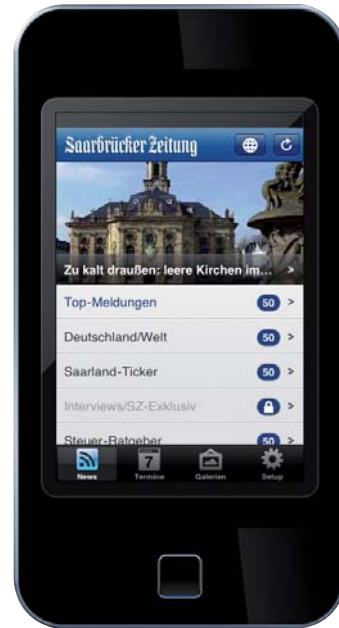 Saarbrücker Zeitung
Zu kalt draußen: leere Kirchen im... >
Top-Meldungen 50 >
Deutschland/Welt 50 >
Saarland-Ticker 50 >
Interviews/SZ-Exklusiv >
Steuer-Ratgeber 50 >
7
News Termine Galerien Setup